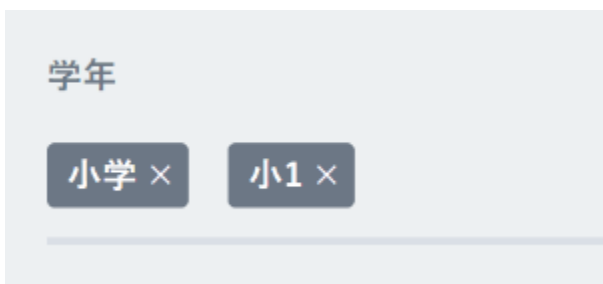 学年
小学 × 小1 ×